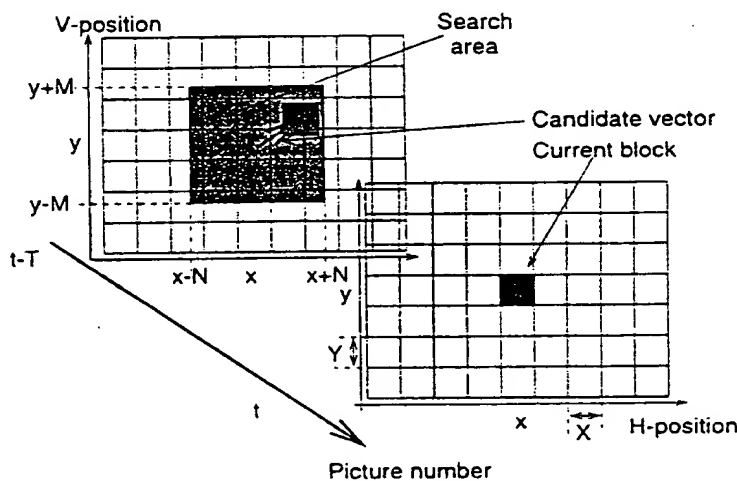 V-position
Search
area
y+M
y
y-M
Candidate vector
Current block
t-T
x-N x x+N
y
Y
t
x
X
H-position
Picture number